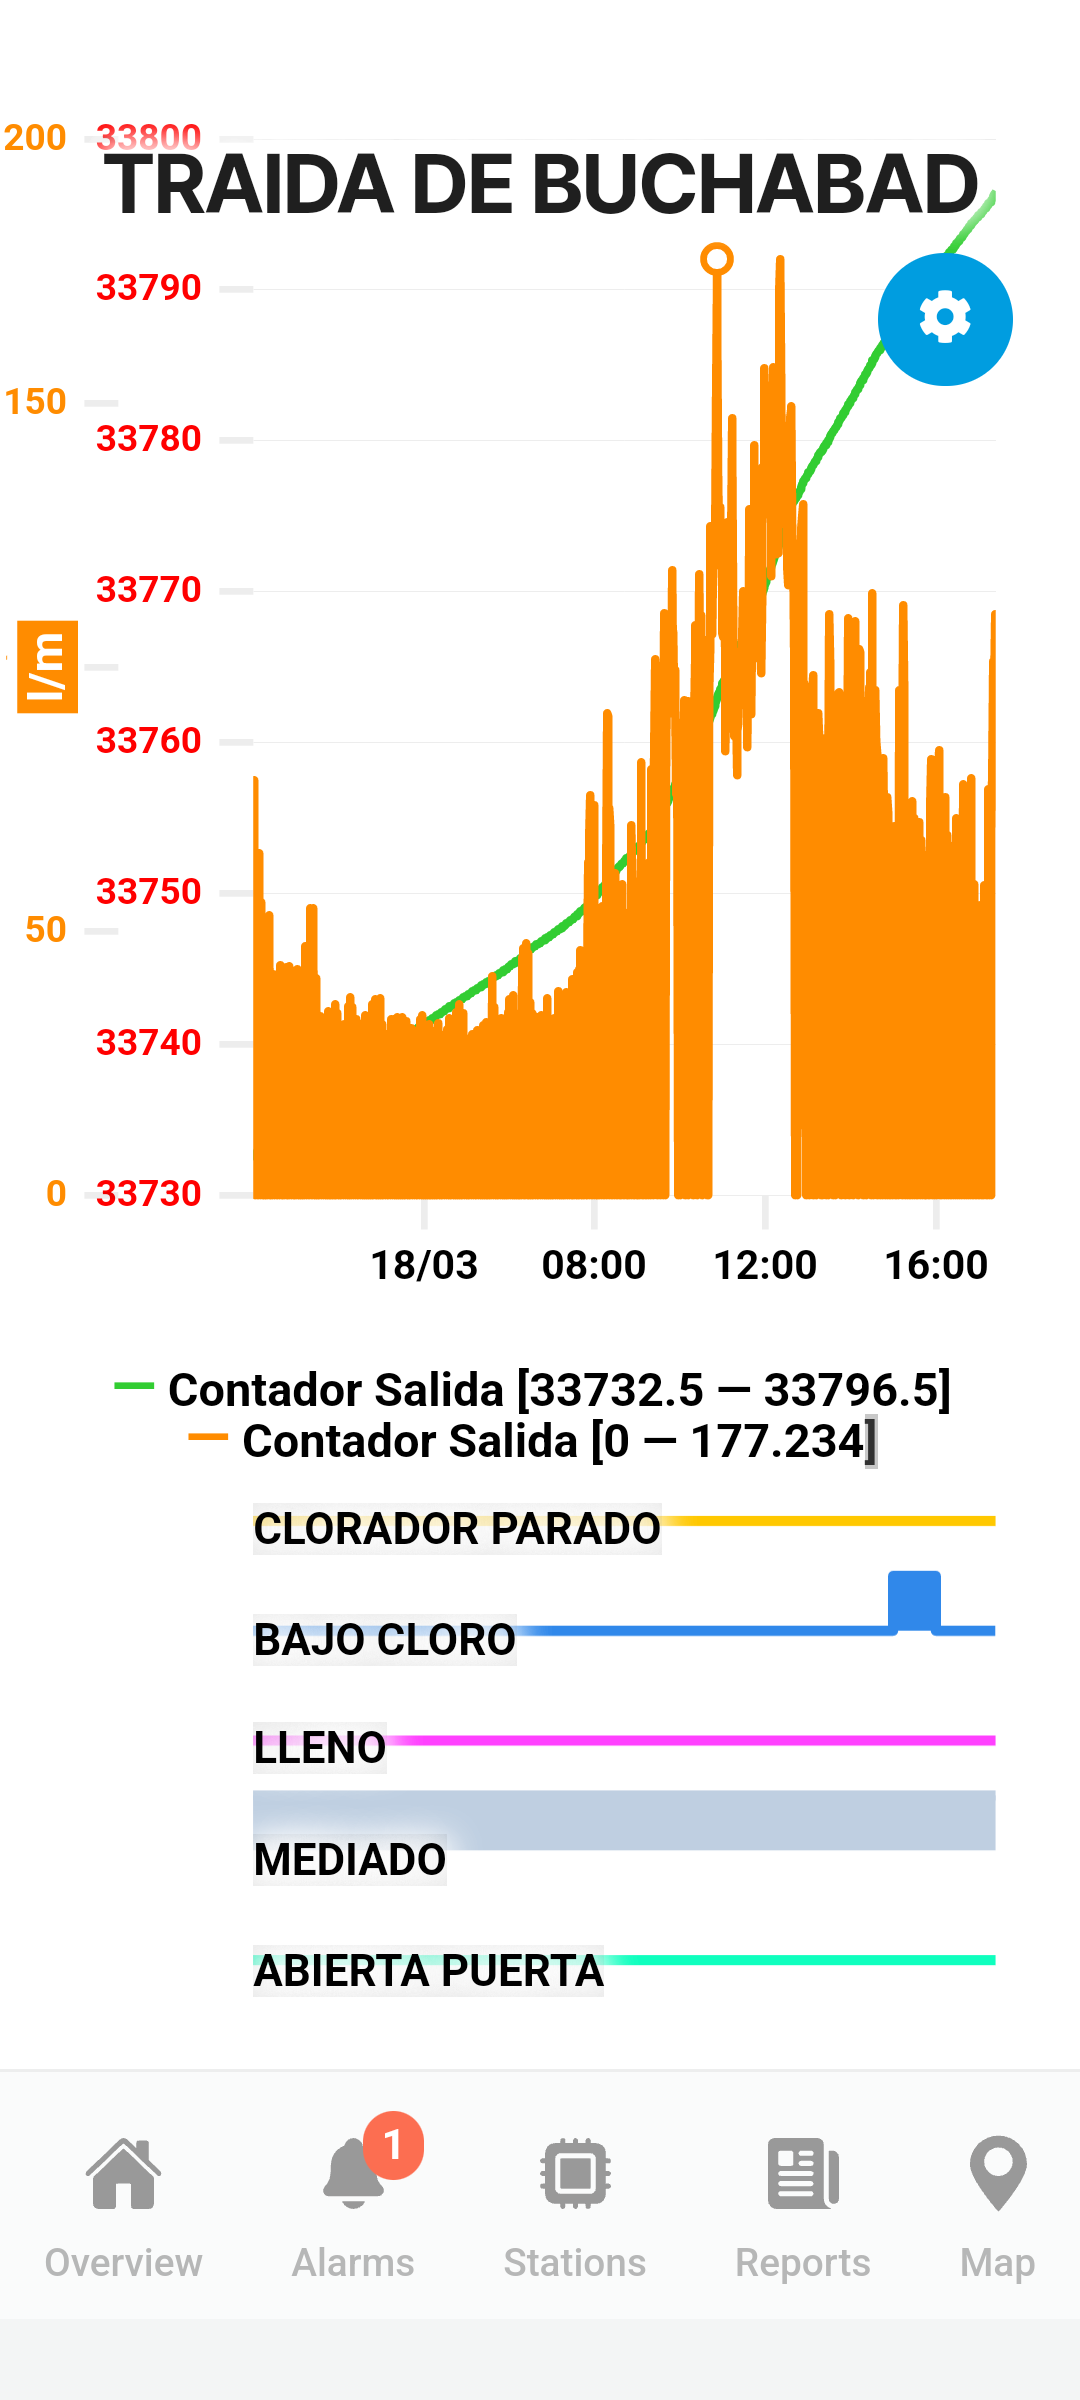 200
33800
TRAIDA DE BUCHABAD
33790
150
33780
33770
l/m
33760
33750
50
33740
0
33730
18/03 08:00 12:00 16:00
Contador Salida [33732.5 — 33796.5]
Contador Salida [0 — 177.234]
CLORADOR PARADO
BAJO CLORO
LLENO
MEDIADO
ABIERTA PUERTA
1
Overview Alarms Stations Reports Map